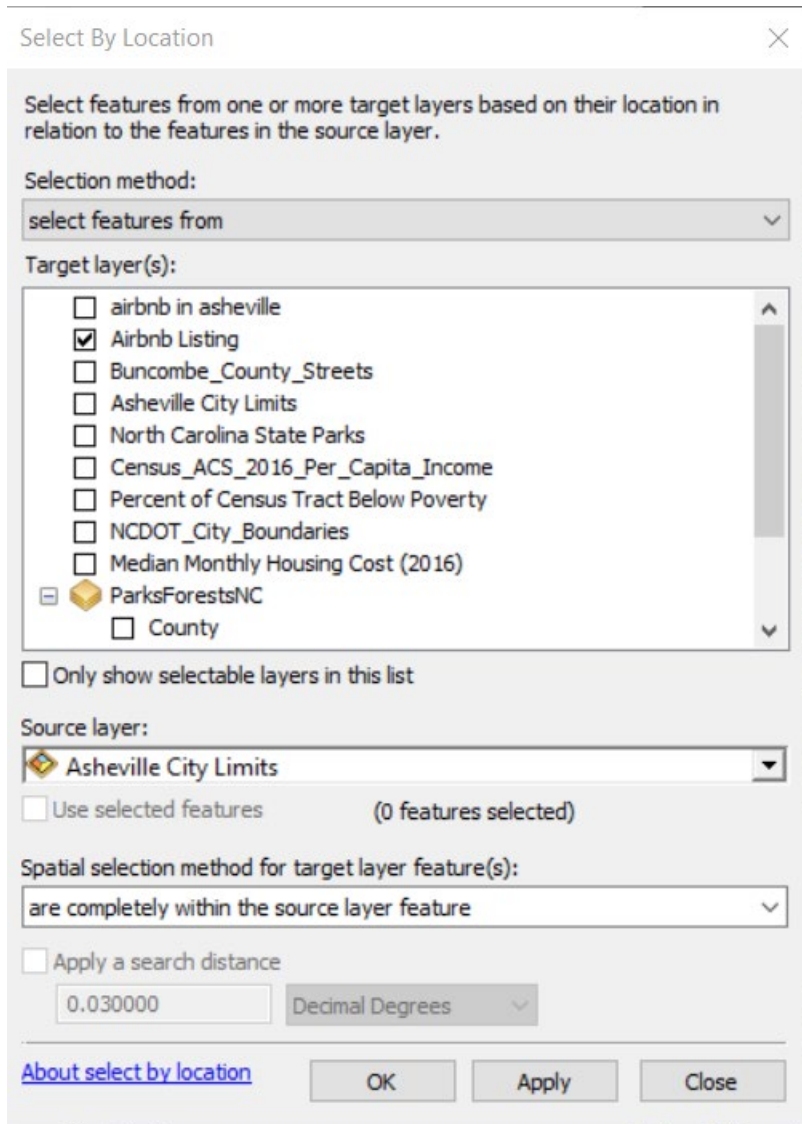 Select By Location
Select features from one or more target layers based on their location in
relation to the features in the source layer.
Selection method:
select features from
Target layer(s):
airbnb in asheville
Airbnb Listing
Buncombe_County_Streets
Asheville City Limits
North Carolina State Parks
Census_ACS_2016_Per_Capita_Income
Percent of Census Tract Below Poverty
NCDOT_City_Boundaries
Median Monthly Housing Cost (2016)
ParksForestsNC
County
Only show selectable layers in this list
Source layer:
Asheville City Limits
Use selected features (0 features selected)
Spatial selection method for target layer feature(s):
are completely within the source layer feature
Apply a search distance
0.030000 Decimal Degrees
About select by location OK Apply Close